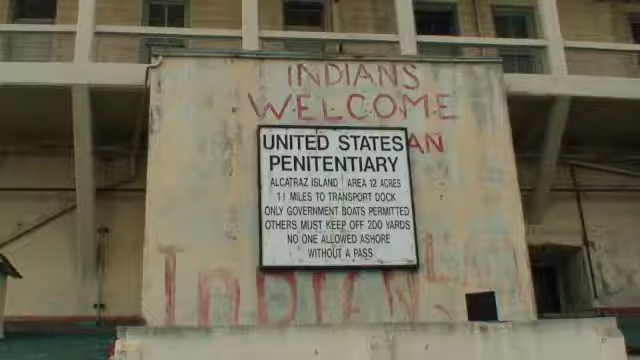 INDIANS
WELCOME
AN
UNITED STATES
PENITENTIARY
ALCATRAZ ISLAND AREA 12 ACRES
1½ MILES TO TRANSPORT DOCK
ONLY GOVERNMENT BOATS PERMITTED
OTHERS MUST KEEP OFF 200 YARDS
NO ONE ALLOWED ASHORE
WITHOUT A PASS
INDIAN